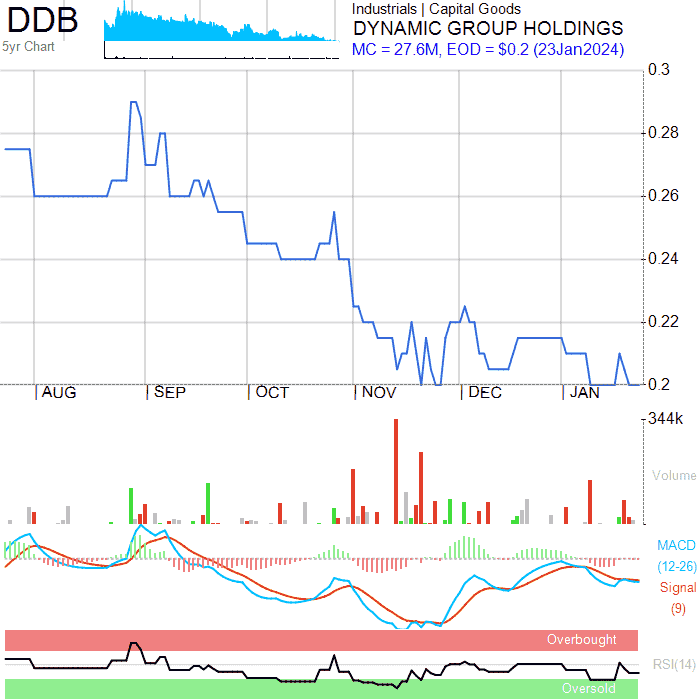 DDB
5yr Chart
Industrials | Capital Goods
DYNAMIC GROUP HOLDINGS
MC = 27.6M, EOD = $0.2 (23Jan2024)
0.3
0.28
0.26
0.24
0.22
0.2
|AUG |SEP |OCT |NOV |DEC |JAN
344k
Volume
MACD
(12-26)
Signal
(9)
Overbought
RSI(14)
Oversold